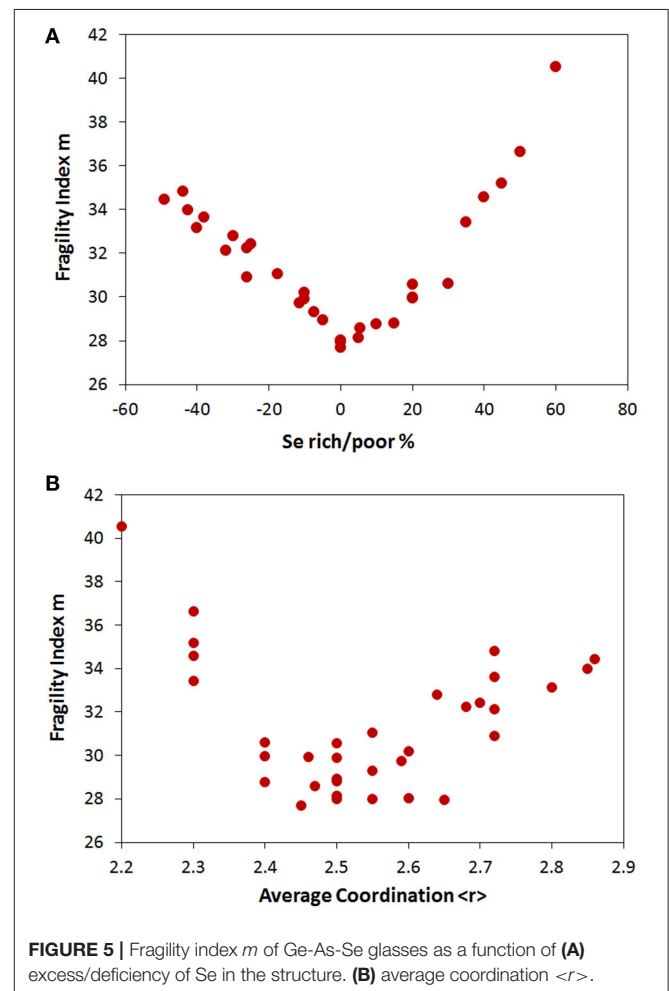 A
42
40
38
36
34
32
30
28
26
Fragility Index m
-60 -40 -20 0 20 40 60 80
Se rich/poor %
B
42
40
38
36
34
32
30
28
26
Fragility Index m
2.2 2.3 2.4 2.5 2.6 2.7 2.8 2.9
Average Coordination <r>
FIGURE 5 | Fragility index m of Ge-As-Se glasses as a function of (A)
excess/deficiency of Se in the structure. (B) average coordination <r>.